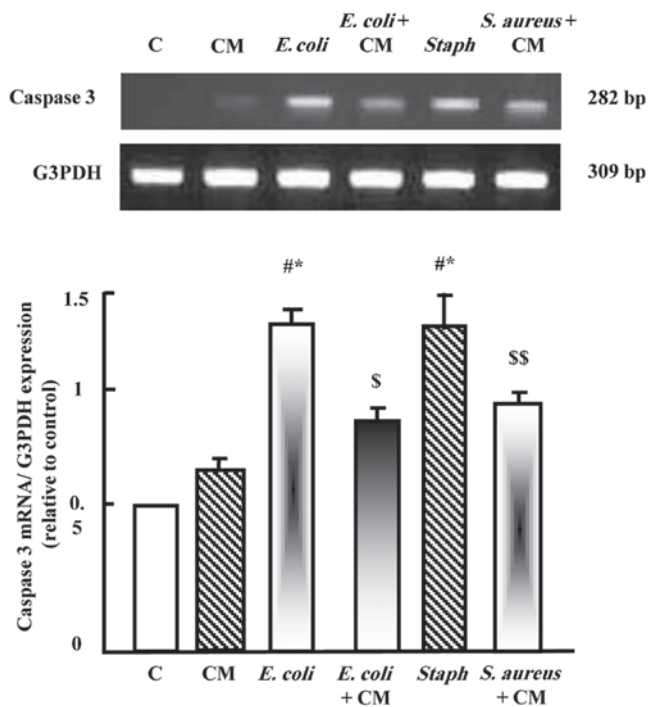 C CM E. coli E. coli + CM Staph S. aureus + CM
Caspase 3 282 bp
G3PDH 309 bp
#* #*
$ $$
Caspase 3 mRNA/ G3PDH expression
(relative to control)
1.5
1
0.
5
0
C CM E. coli E. coli + CM Staph S. aureus + CM